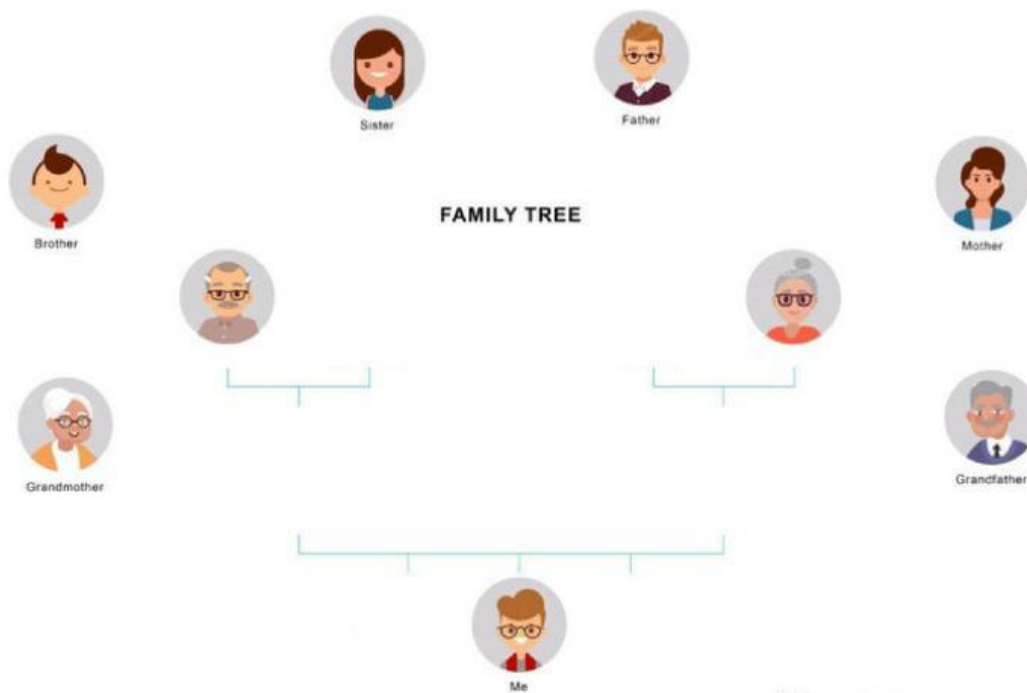 Sister
Father
Brother
FAMILY TREE
Mother
Grandmother
Grandfather
Me